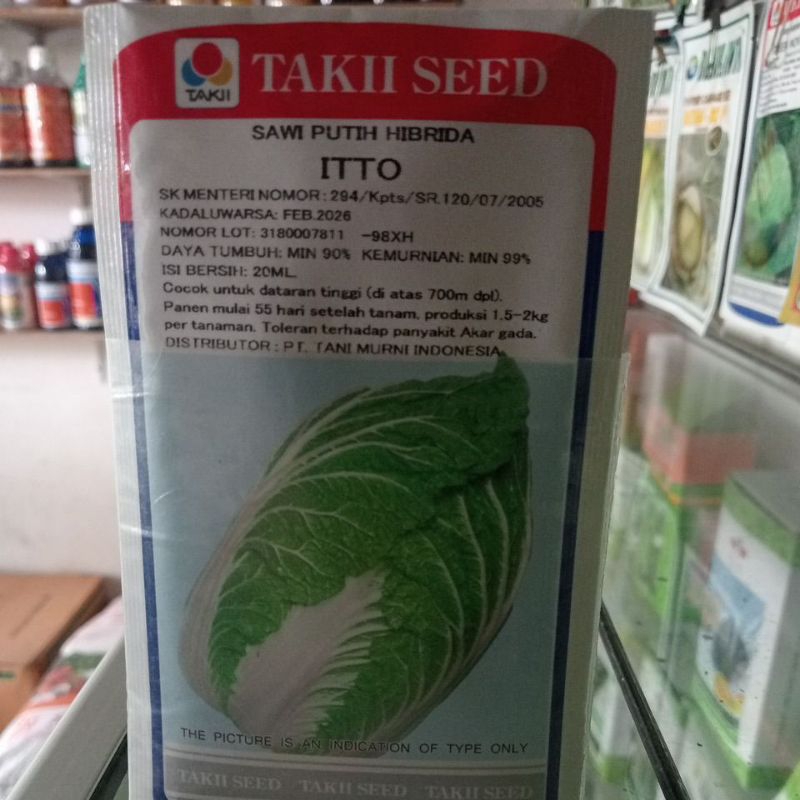 TAKII
TAKII SEED
SAWI PUTIH HIBRIDA
ITTO
SK MENTERI NOMOR : 294/Kpts/SR.120/07/2005
KADALUWARSA: FEB.2026
NOMOR LOT: 3180007811 -98XH
DAYA TUMBUH: MIN 90% KEMURNIAN: MIN 99%
ISI BERSIH: 20ML.
Cocok untuk dataran tinggi (di atas 700m dpl).
Panen mulai 55 hari setelah tanam, produksi 1.5-2kg
per tanaman. Toleran terhadap panyakit Akar gada.
DISTRIBUTOR : PT. TANI MURNI INDONESIA
THE PICTURE IS AN INDICATION OF TYPE ONLY
TAKII SEED TAKII SEED TAKII SEED